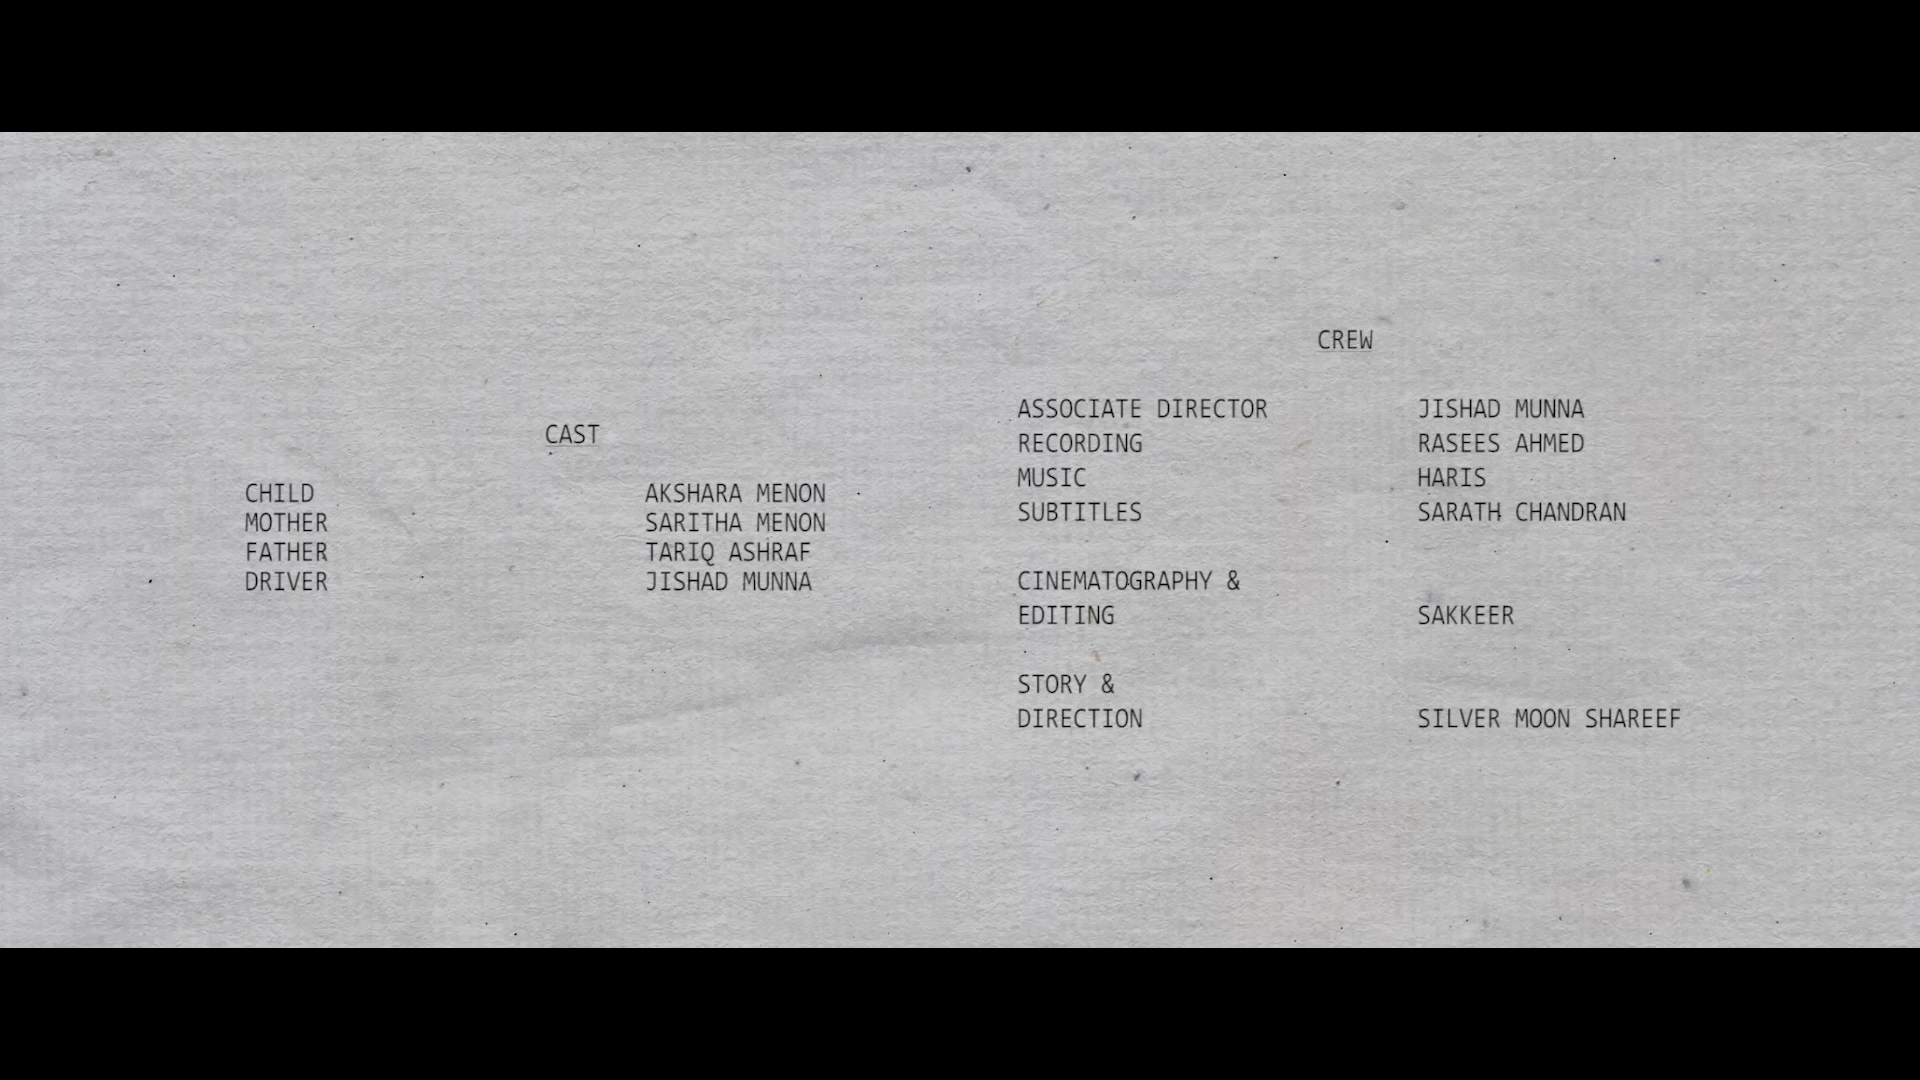 CAST
CHILD AKSHARA MENON
MOTHER SARITHA MENON
FATHER TARIQ ASHRAF
DRIVER JISHAD MUNNA
CREW
ASSOCIATE DIRECTOR JISHAD MUNNA
RECORDING RASEES AHMED
MUSIC HARIS
SUBTITLES SARATH CHANDRAN
CINEMATOGRAPHY &
EDITING SAKKEER
STORY &
DIRECTION SILVER MOON SHAREEF